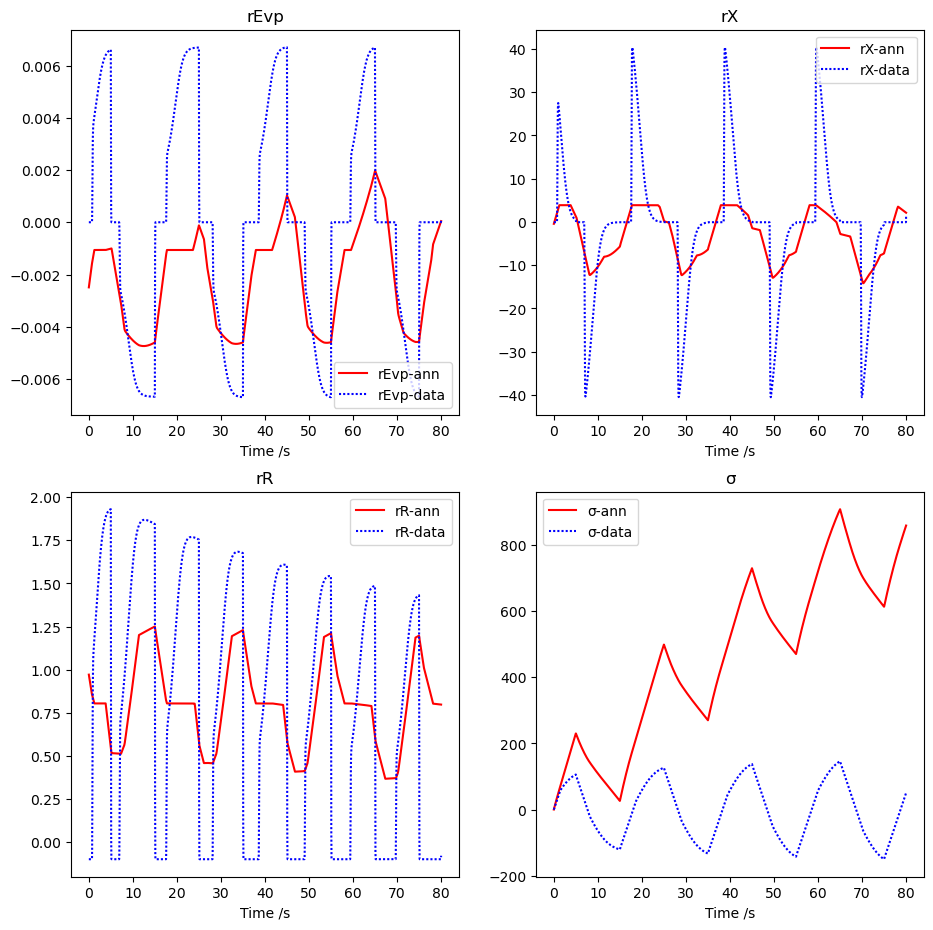 rEvp
0.006
0.004
0.002
0.000
−0.002
−0.004
−0.006
rEvp-ann
rEvp-data
0 10 20 30 40 50 60 70 80
Time /s
rX
40
30
20
10
0
−10
−20
−30
−40
rX-ann
rX-data
0 10 20 30 40 50 60 70 80
Time /s
rR
2.00
1.75
1.50
1.25
1.00
0.75
0.50
0.25
0.00
rR-ann
rR-data
0 10 20 30 40 50 60 70 80
Time /s
σ
800
600
400
200
0
−200
σ-ann
σ-data
0 10 20 30 40 50 60 70 80
Time /s